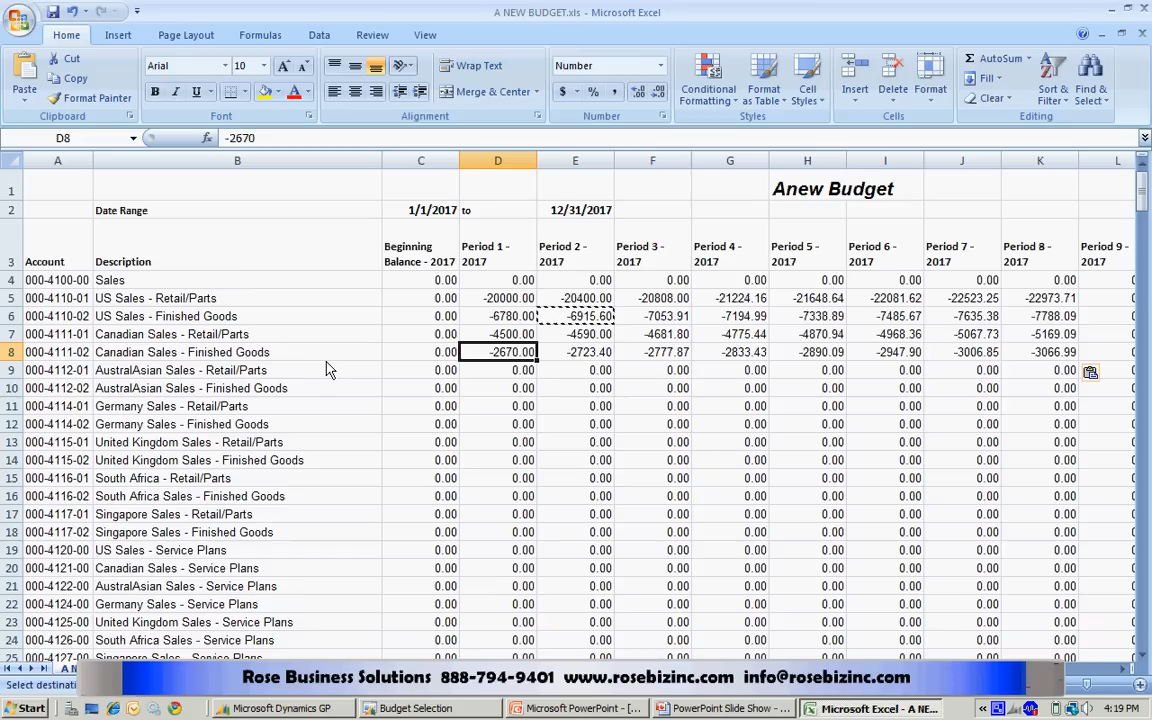 A NEW BUDGET.xls - Microsoft Excel
Home Insert Page Layout Formulas Data Review View
Paste Cut Copy Format Painter Clipboard
Arial 10 B I U Font
Wrap Text Merge & Center Alignment
Number $ % , Number
Conditional Formatting Format as Table Cell Styles Styles
Insert Delete Format Cells
Σ AutoSum Fill Clear Sort & Filter Find & Select Editing
D8 fx -2670
A B C D E F G H I J K L
1 Anew Budget
2 Date Range 1/1/2017 to 12/31/2017
3 Account Description Beginning Balance - 2017 Period 1 - 2017 Period 2 - 2017 Period 3 - 2017 Period 4 - 2017 Period 5 - 2017 Period 6 - 2017 Period 7 - 2017 Period 8 - 2017 Period 9 - 2017
4 000-4100-00 Sales 0.00 0.00 0.00 0.00 0.00 0.00 0.00 0.00 0.00
5 000-4110-01 US Sales - Retail/Parts 0.00 -20000.00 -20400.00 -20808.00 -21224.16 -21648.64 -22081.62 -22523.25 -22973.71
6 000-4110-02 US Sales - Finished Goods 0.00 -6780.00 -6915.60 -7053.91 -7194.99 -7338.89 -7485.67 -7635.38 -7788.09
7 000-4111-01 Canadian Sales - Retail/Parts 0.00 -4500.00 -4590.00 -4681.80 -4775.44 -4870.94 -4968.36 -5067.73 -5169.09
8 000-4111-02 Canadian Sales - Finished Goods 0.00 -2670.00 -2723.40 -2777.87 -2833.43 -2890.09 -2947.90 -3006.85 -3066.99
9 000-4112-01 AustralAsian Sales - Retail/Parts 0.00 0.00 0.00 0.00 0.00 0.00 0.00 0.00 0.00
10 000-4112-02 AustralAsian Sales - Finished Goods 0.00 0.00 0.00 0.00 0.00 0.00 0.00 0.00 0.00
11 000-4114-01 Germany Sales - Retail/Parts 0.00 0.00 0.00 0.00 0.00 0.00 0.00 0.00 0.00
12 000-4114-02 Germany Sales - Finished Goods 0.00 0.00 0.00 0.00 0.00 0.00 0.00 0.00 0.00
13 000-4115-01 United Kingdom Sales - Retail/Parts 0.00 0.00 0.00 0.00 0.00 0.00 0.00 0.00 0.00
14 000-4115-02 United Kingdom Sales - Finished Goods 0.00 0.00 0.00 0.00 0.00 0.00 0.00 0.00 0.00
15 000-4116-01 South Africa - Retail/Parts 0.00 0.00 0.00 0.00 0.00 0.00 0.00 0.00 0.00
16 000-4116-02 South Africa Sales - Finished Goods 0.00 0.00 0.00 0.00 0.00 0.00 0.00 0.00 0.00
17 000-4117-01 Singapore Sales - Retail/Parts 0.00 0.00 0.00 0.00 0.00 0.00 0.00 0.00 0.00
18 000-4117-02 Singapore Sales - Finished Goods 0.00 0.00 0.00 0.00 0.00 0.00 0.00 0.00 0.00
19 000-4120-00 US Sales - Service Plans 0.00 0.00 0.00 0.00 0.00 0.00 0.00 0.00 0.00
20 000-4121-00 Canadian Sales - Service Plans 0.00 0.00 0.00 0.00 0.00 0.00 0.00 0.00 0.00
21 000-4122-00 AustralAsian Sales - Service Plans 0.00 0.00 0.00 0.00 0.00 0.00 0.00 0.00 0.00
22 000-4124-00 Germany Sales - Service Plans 0.00 0.00 0.00 0.00 0.00 0.00 0.00 0.00 0.00
23 000-4125-00 United Kingdom Sales - Service Plans 0.00 0.00 0.00 0.00 0.00 0.00 0.00 0.00 0.00
24 000-4126-00 South Africa Sales - Service Plans 0.00 0.00 0.00 0.00 0.00 0.00 0.00 0.00 0.00
25 000-4127-00 Singapore Sales - Service Plans 0.00 0.00 0.00 0.00 0.00 0.00 0.00 0.00 0.00
A N
Rose Business Solutions 888-794-9401 www.rosebizinc.com info@rosebizinc.com
Select destinati
Start Microsoft Dynamics GP Budget Selection Microsoft PowerPoint - [... PowerPoint Slide Show - ... Microsoft Excel - A NE... 4:19 PM